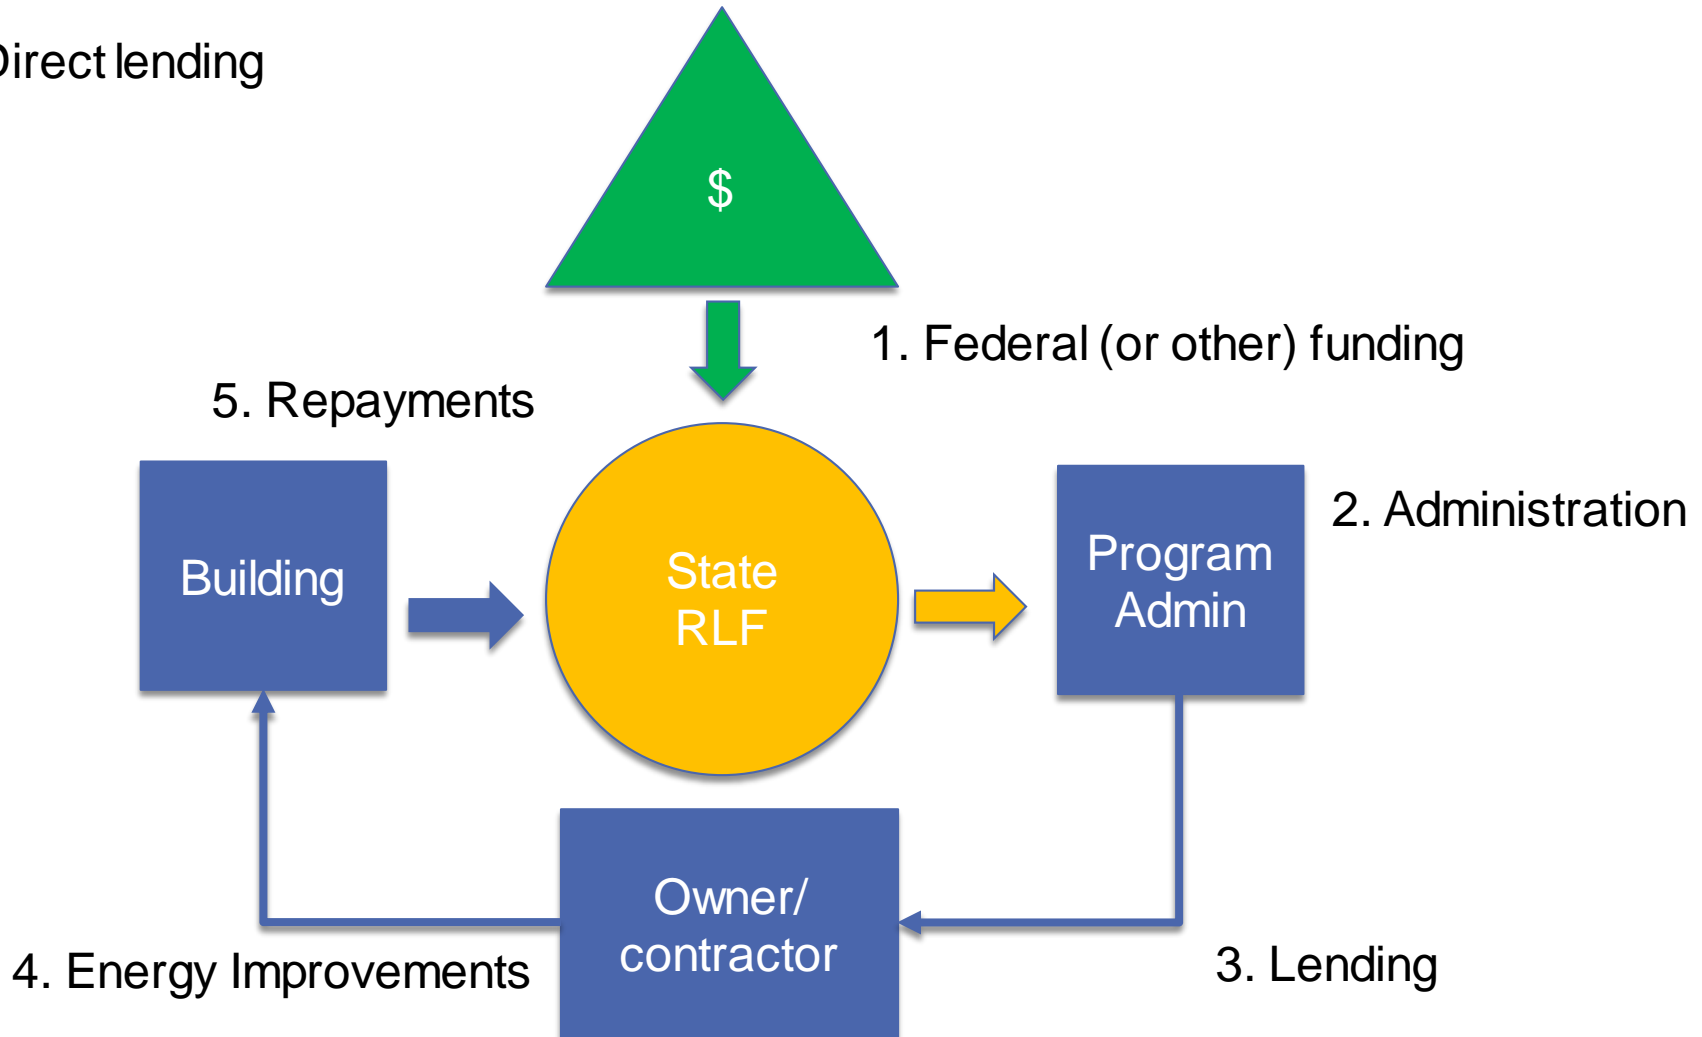 Direct lending
$
1. Federal (or other) funding
5. Repayments
Building
State
RLF
Program
Admin
2. Administration
Owner/
contractor
4. Energy Improvements
3. Lending